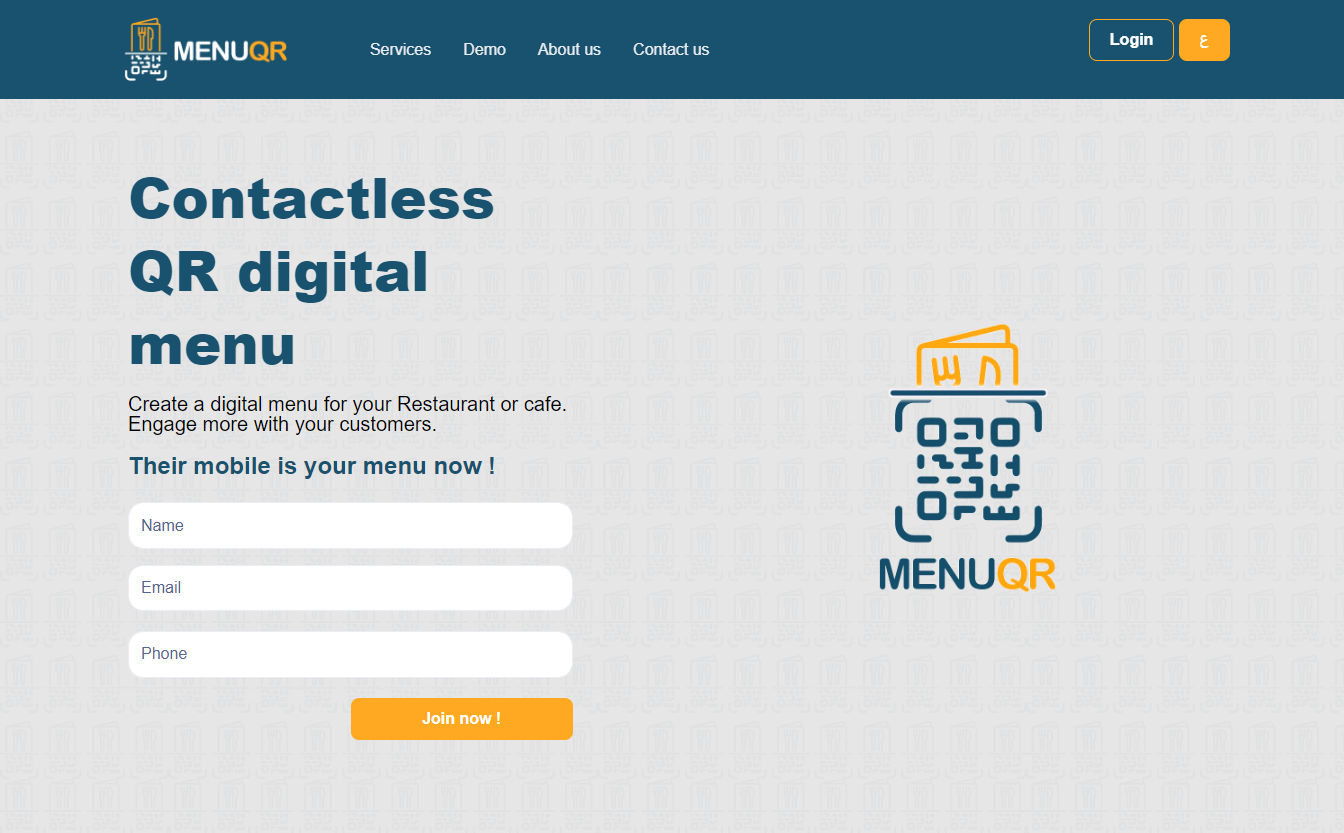 MENUQR
Services
Demo
About us
Contact us
Login
ع
Contactless
QR digital
menu
Create a digital menu for your Restaurant or cafe.
Engage more with your customers.
Their mobile is your menu now !
Name
Email
Phone
Join now !
MENUQR